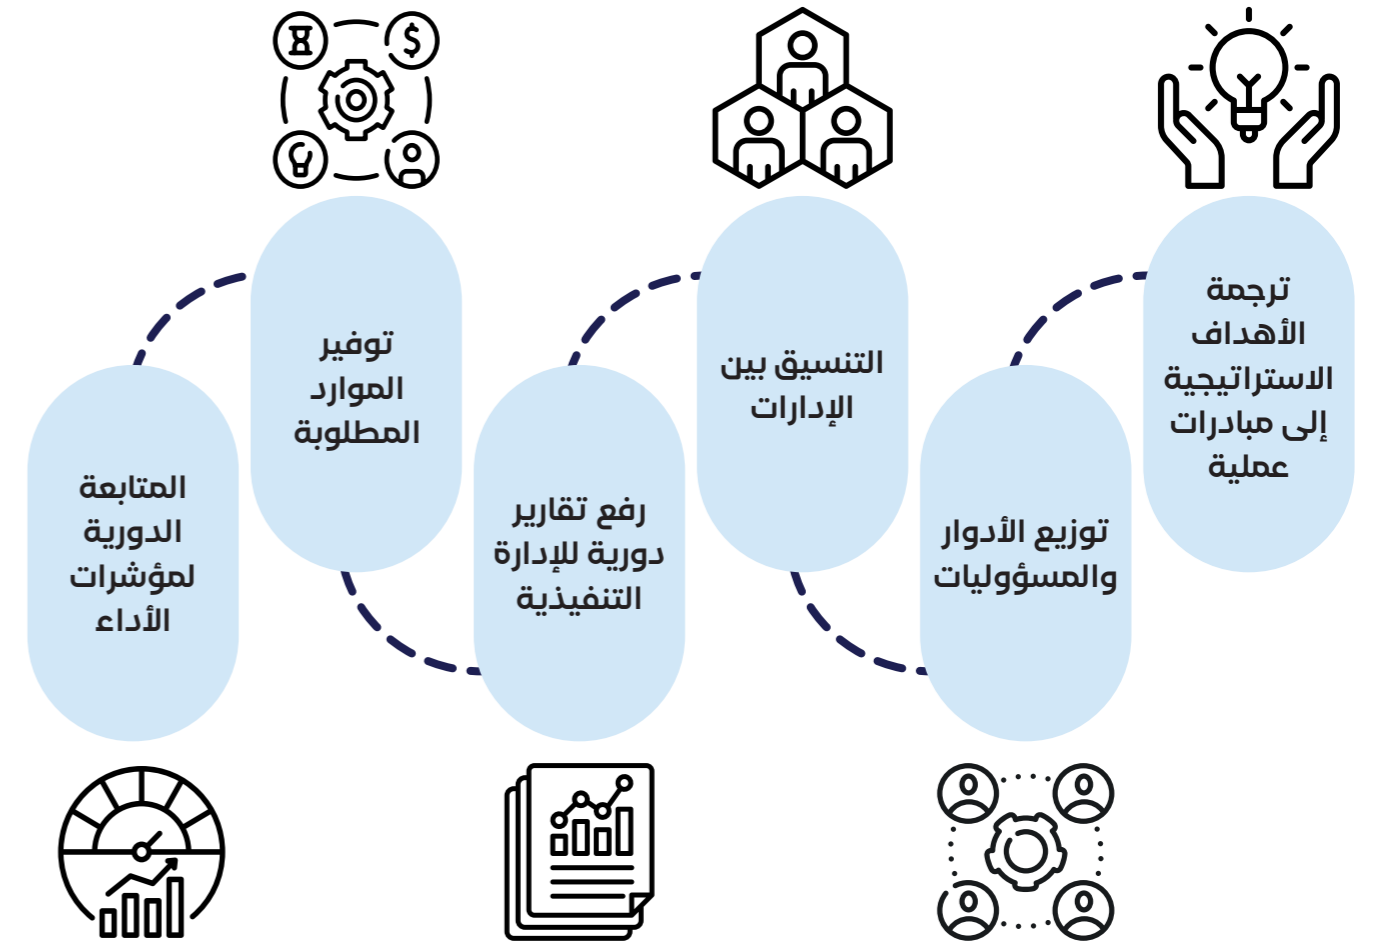 ترجمة
الأهداف
الاستراتيجية
إلى مبادرات
عملية
توزيع الأدوار
والمسؤوليات
التنسيق بين
الإدارات
رفع تقارير
دورية للإدارة
التنفيذية
توفير
الموارد
المطلوبة
المتابعة
الدورية
لمؤشرات
الأداء
$